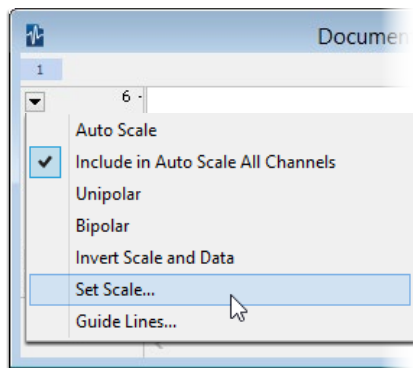 Documen
1
6
Auto Scale
Include in Auto Scale All Channels
Unipolar
Bipolar
Invert Scale and Data
Set Scale...
Guide Lines...